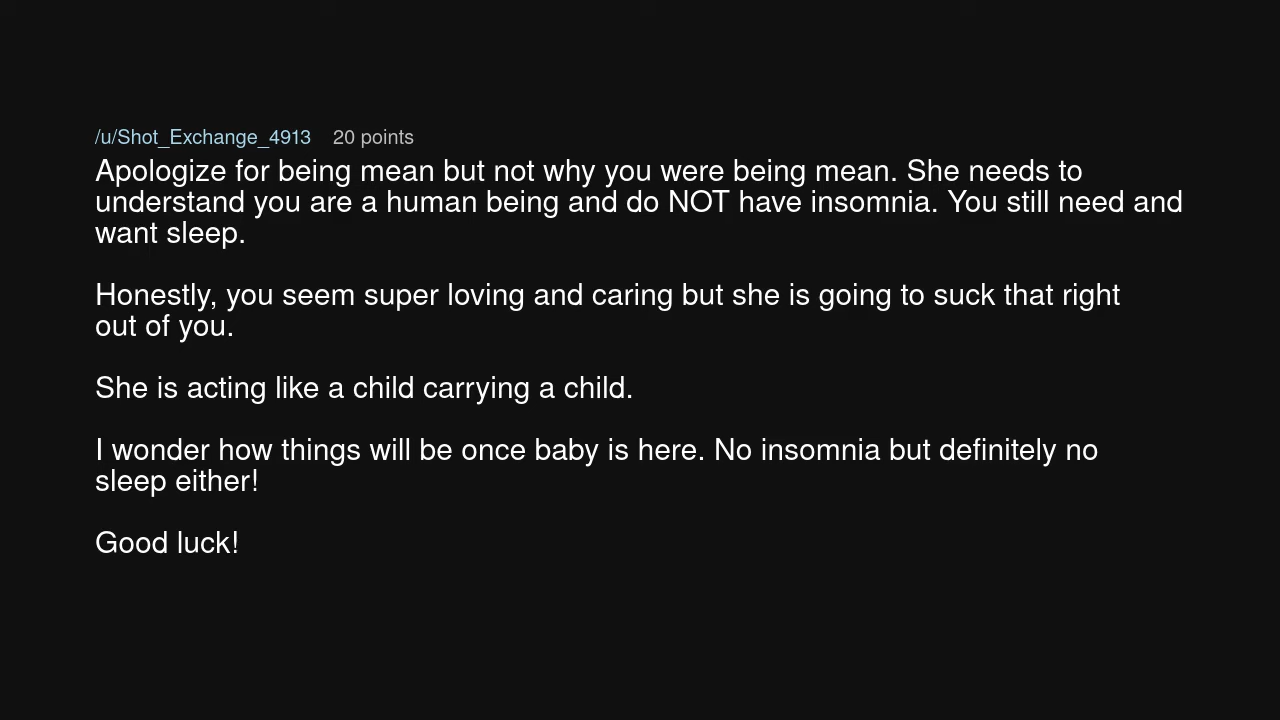 /u/Shot_Exchange_4913 20 points
Apologize for being mean but not why you were being mean. She needs to
understand you are a human being and do NOT have insomnia. You still need and
want sleep.
Honestly, you seem super loving and caring but she is going to suck that right
out of you.
She is acting like a child carrying a child.
I wonder how things will be once baby is here. No insomnia but definitely no
sleep either!
Good luck!